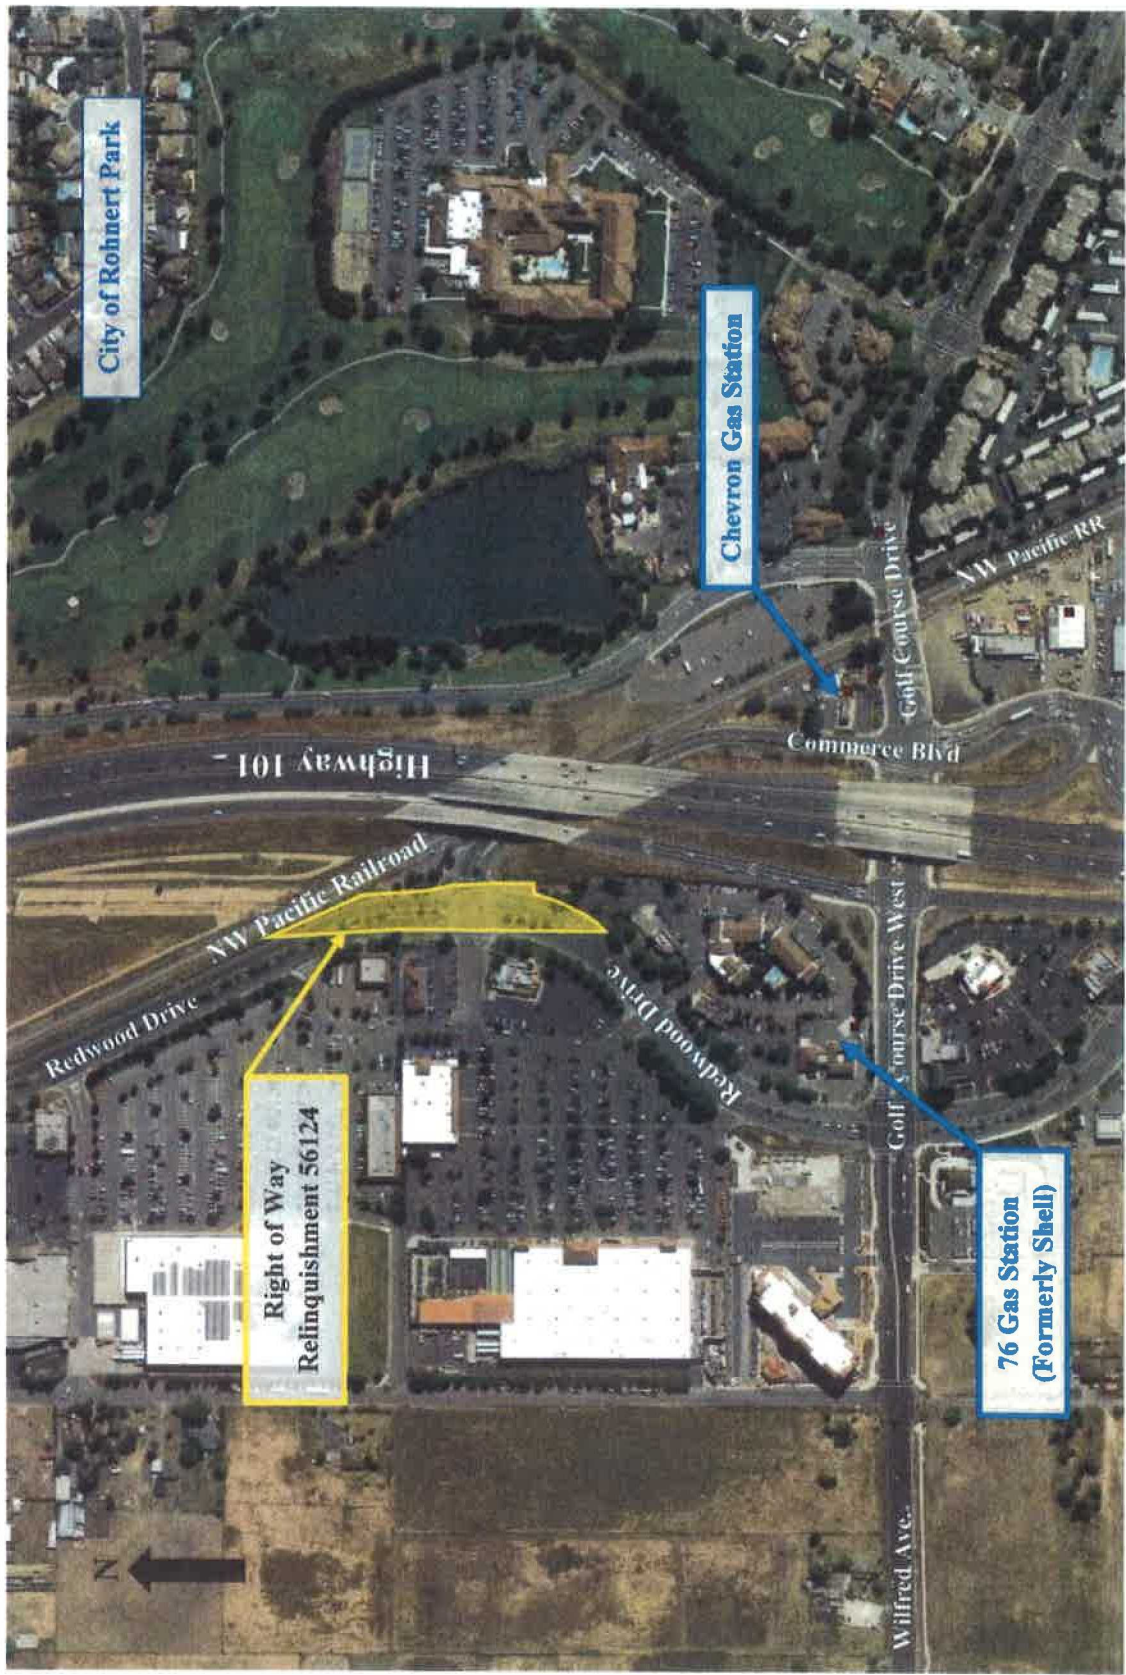 City of Rohnert Park
Chevron Gas Station
Golf Course Drive
NW Pacific RR
Commerce Blvd
Highway 101
NW Pacific Railroad
Redwood Drive
Redwood Drive
Golf Course Drive West
Right of Way
Relinquishment 56124
76 Gas Station
(Formerly Shell)
Wilfred Ave.
N